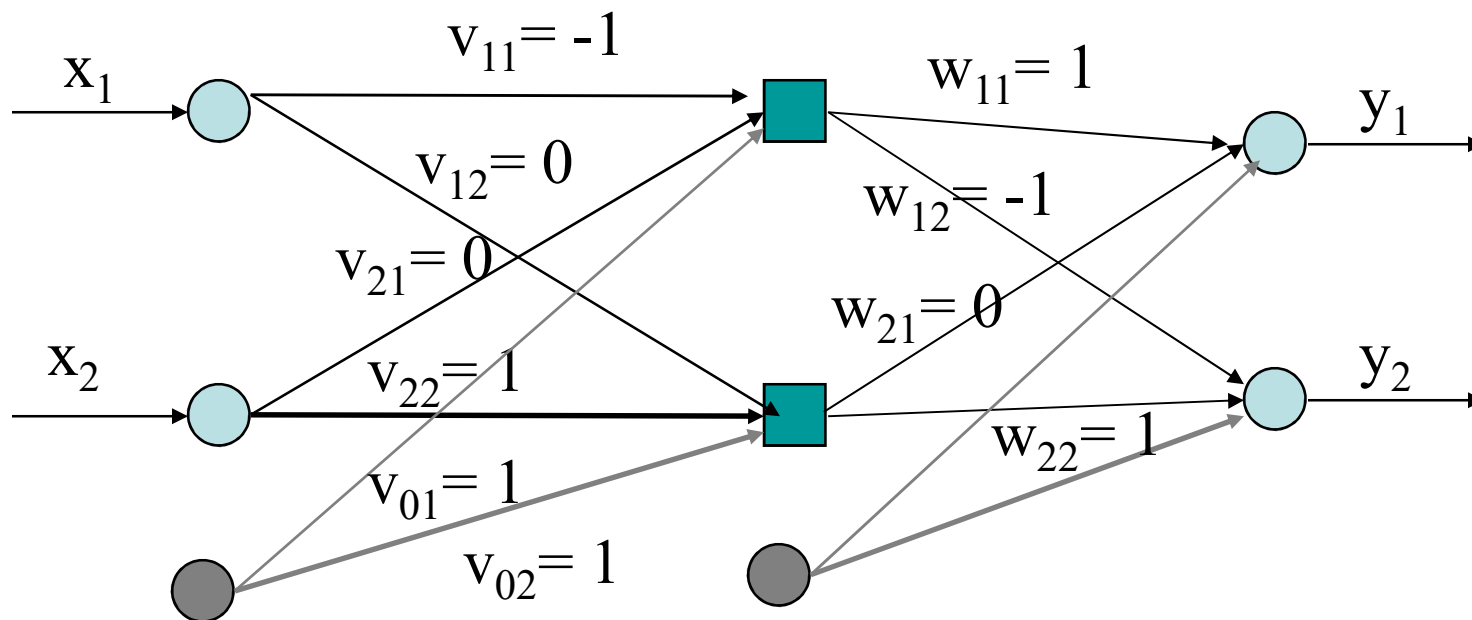 x₁
v₁₁= -1
w₁₁= 1
y₁
v₁₂= 0
w₁₂= -1
v₂₁= 0
w₂₁= 0
x₂
v₂₂= 1
y₂
w₂₂= 1
v₀₁= 1
v₀₂= 1